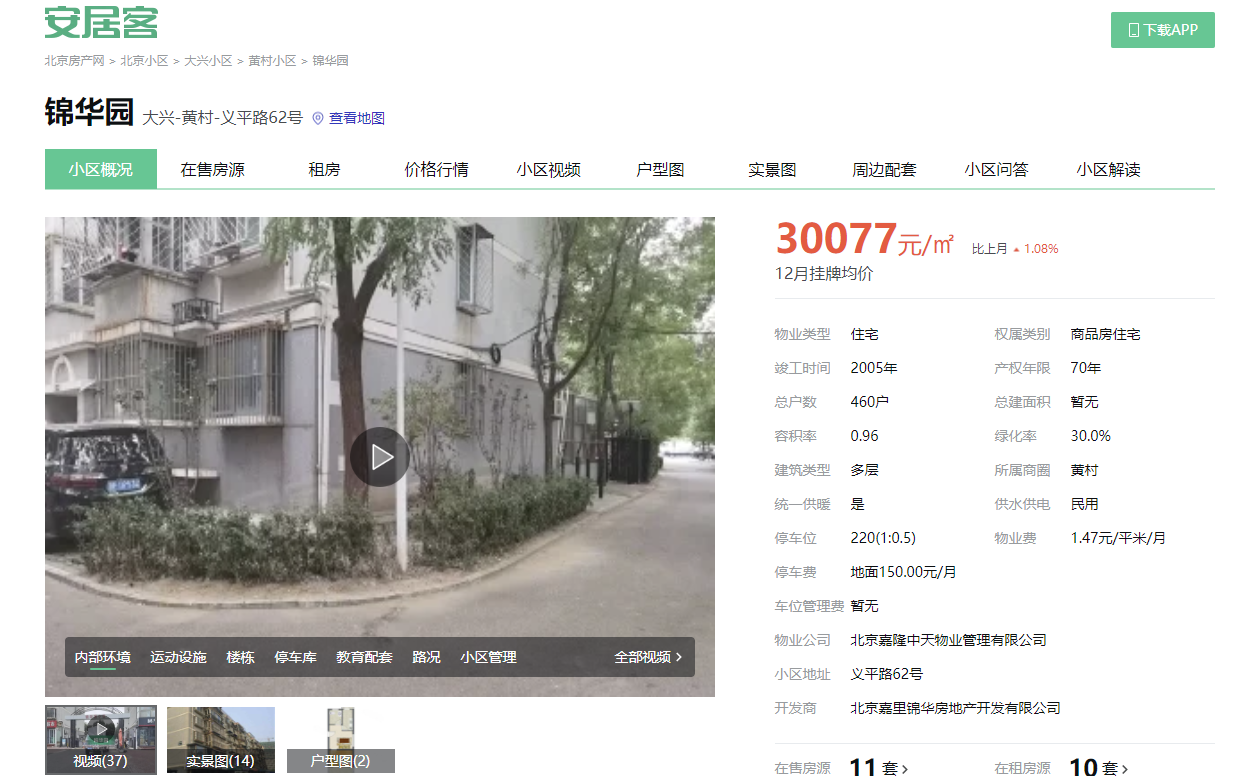 安居客
下载APP
北京房产网 > 北京小区 > 大兴小区 > 黄村小区 > 锦华园
锦华园 大兴-黄村-义平路62号 查看地图
小区概况 在售房源 租房 价格行情 小区视频 户型图 实景图 周边配套 小区问答 小区解读
30077元/㎡ 比上月 1.08%
12月挂牌均价
物业类型 住宅 权属类别 商品房住宅
竣工时间 2005年 产权年限 70年
总户数 460户 总建面积 暂无
容积率 0.96 绿化率 30.0%
建筑类型 多层 所属商圈 黄村
统一供暖 是 供水供电 民用
停车位 220(1:0.5) 物业费 1.47元/平米/月
停车费 地面150.00元/月
车位管理费 暂无
物业公司 北京嘉隆中天物业管理有限公司
小区地址 义平路62号
开发商 北京嘉里锦华房地产开发有限公司
在售房源 11 套 > 在租房源 10 套 >
内部环境 运动设施 楼栋 停车库 教育配套 路况 小区管理 全部视频 >
视频(37) 实景图(14) 户型图(2)